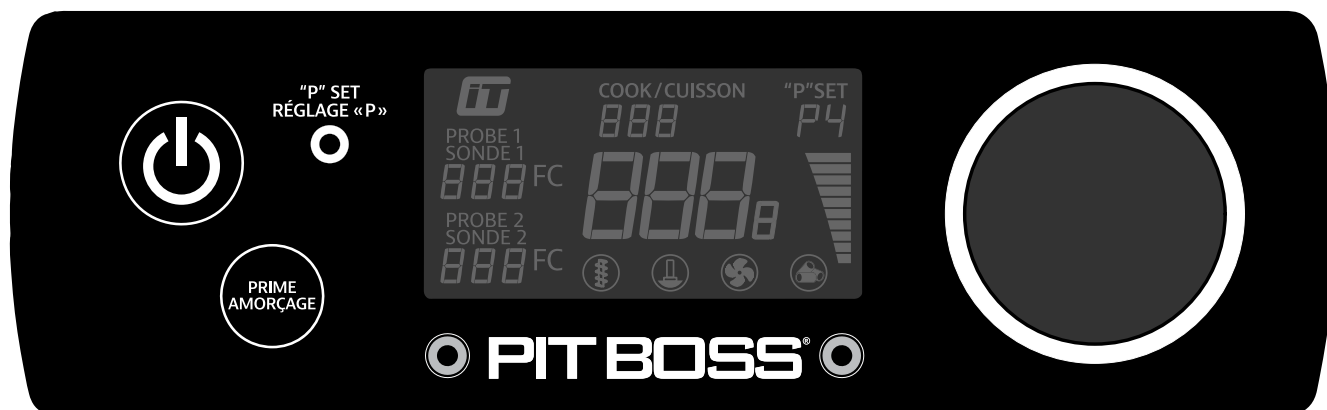 "P" SET
RÉGLAGE «P»
PRIME
AMORÇAGE
iT
COOK/CUISSON
888
"P"SET
P4
PROBE 1
SONDE 1
888 FC
8888
PROBE 2
SONDE 2
888 FC
PIT BOSS®